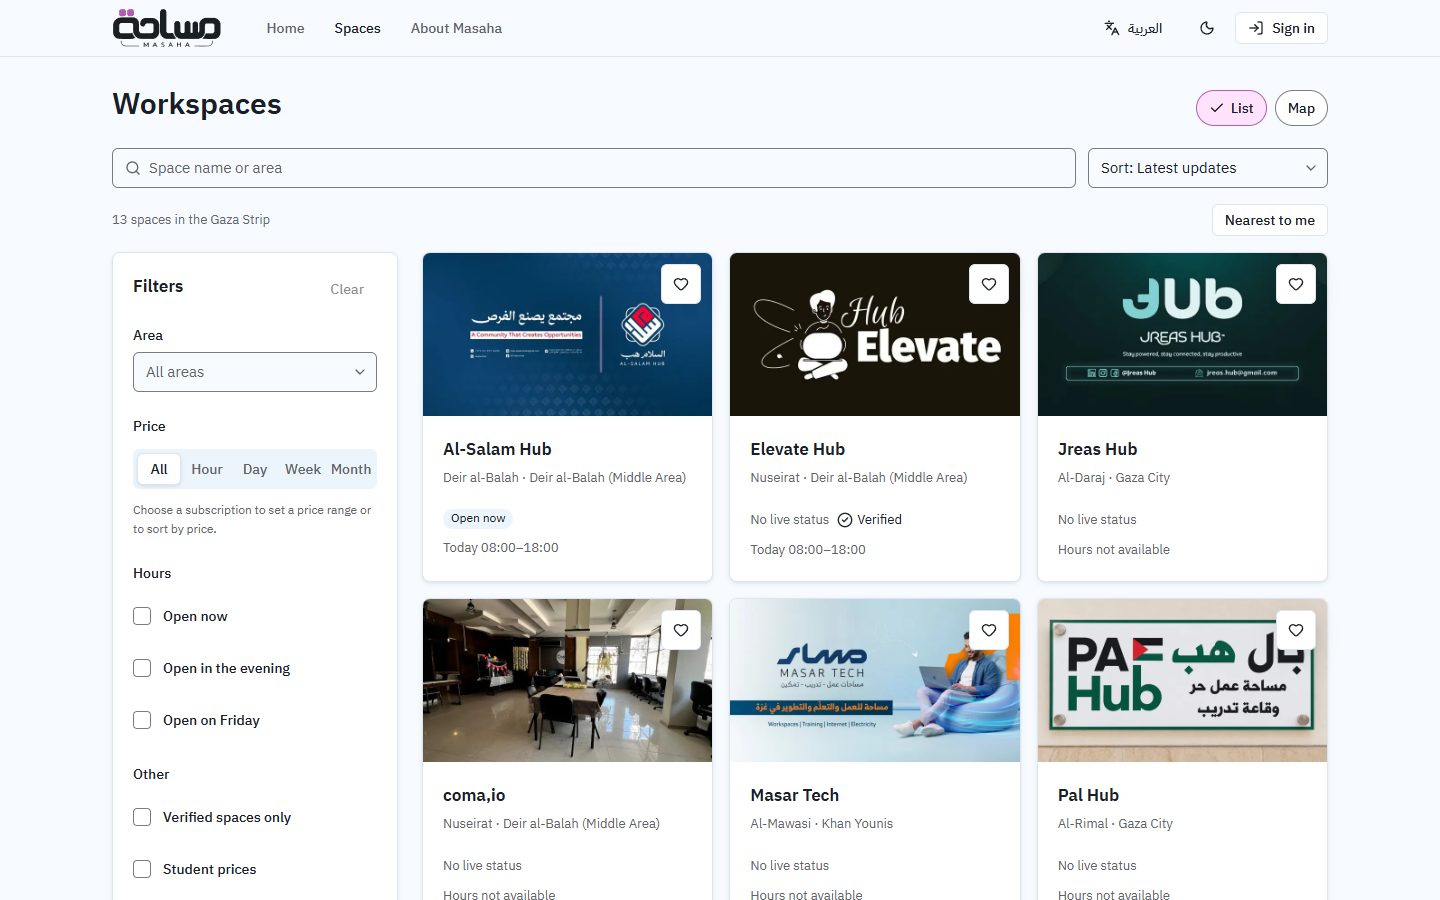 مساحة
MASAHA
Home
Spaces
About Masaha
العربية
Sign in
Workspaces
List
Map
Space name or area
Sort: Latest updates
13 spaces in the Gaza Strip
Nearest to me
Filters
Clear
Area
All areas
Price
All
Hour
Day
Week
Month
Choose a subscription to set a price range or
to sort by price.
Hours
Open now
Open in the evening
Open on Friday
Other
Verified spaces only
Student prices
مجتمع يصنع الفرص
A Community That Creates Opportunities
السلام هب
AL-SALAM HUB
Al-Salam Hub
Deir al-Balah · Deir al-Balah (Middle Area)
Open now
Today 08:00–18:00
Hub
Elevate
Elevate Hub
Nuseirat · Deir al-Balah (Middle Area)
No live status
Verified
Today 08:00–18:00
JREAS HUB
Stay powered, stay connected, stay productive
@Jreas Hub
jreas.hub@gmail.com
Jreas Hub
Al-Daraj · Gaza City
No live status
Hours not available
coma,io
Nuseirat · Deir al-Balah (Middle Area)
No live status
Hours not available
مسار
MASAR TECH
مساحات عمل - تدريب - تمكين
مساحة للعمل والتعلّم والتطوير في غزة
Workspaces | Training | Internet | Electricity
Masar Tech
Al-Mawasi · Khan Younis
No live status
Hours not available
PAL
Hub
بال هب
مساحة عمل حر
وقاعة تدريب
Pal Hub
Al-Rimal · Gaza City
No live status
Hours not available